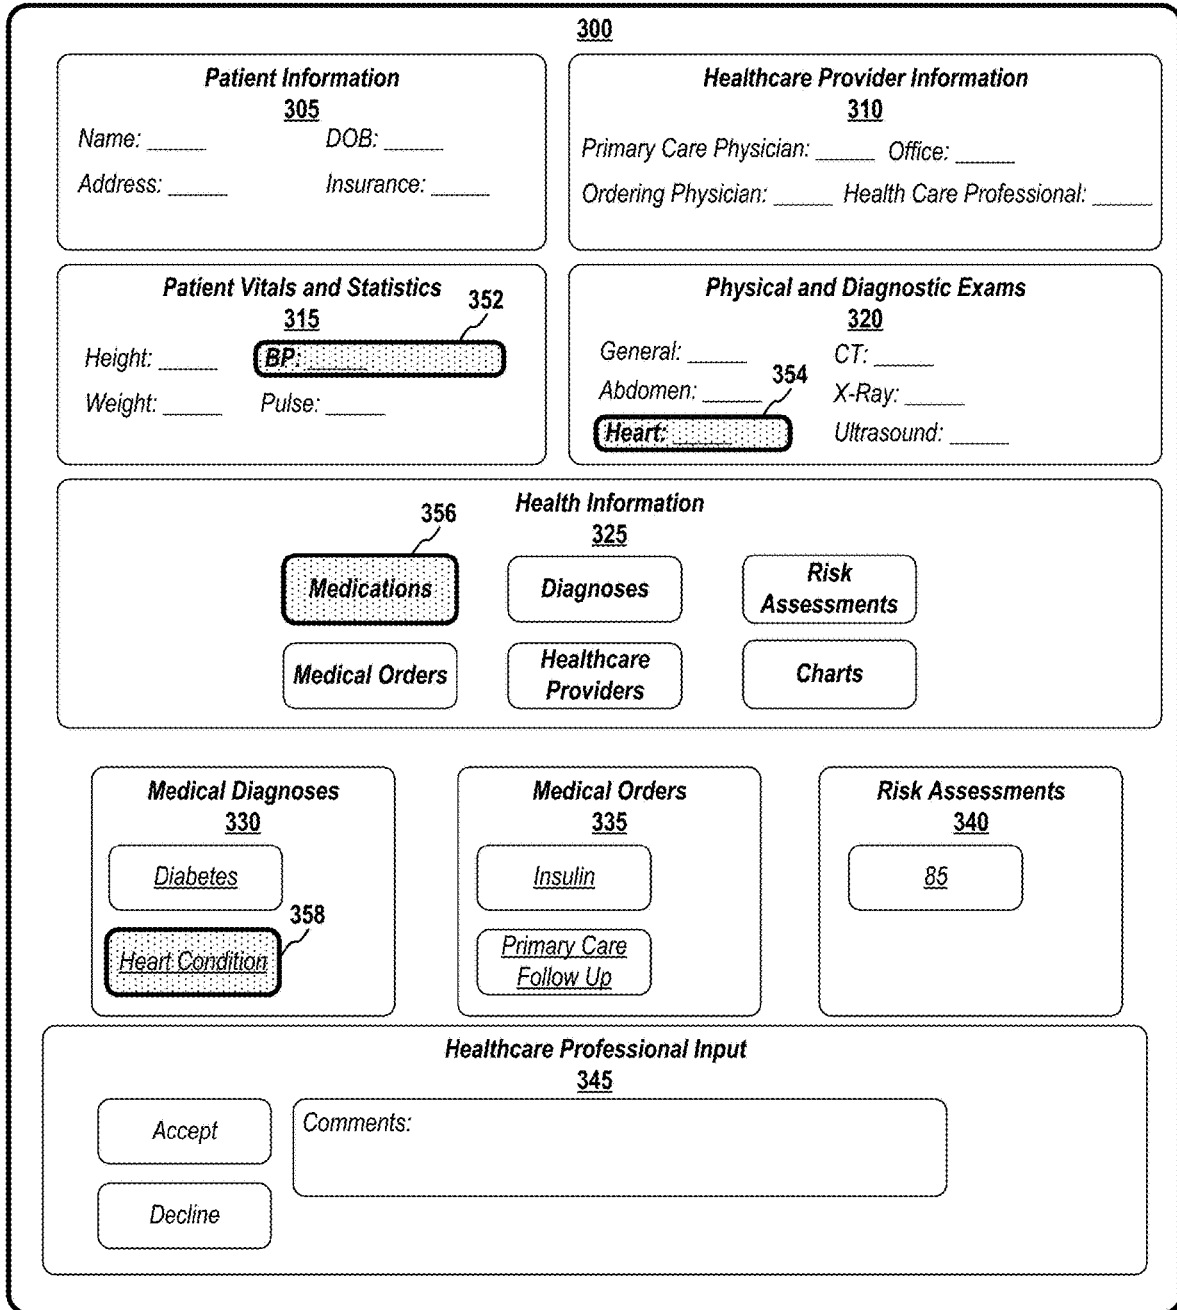 300
Patient Information
305
Name: ______ DOB: ______
Address: ______ Insurance: ______
Healthcare Provider Information
310
Primary Care Physician: ______ Office: ______
Ordering Physician: ______ Health Care Professional: ______
Patient Vitals and Statistics
315
352
Height: ______ BP: ______
Weight: ______ Pulse: ______
Physical and Diagnostic Exams
320
General: ______ CT: ______
354
Abdomen: ______ X-Ray: ______
Heart: ______ Ultrasound: ______
Health Information
325
356
Medications
Diagnoses
Risk
Assessments
Medical Orders
Healthcare
Providers
Charts
Medical Diagnoses
330
Diabetes
358
Heart Condition
Medical Orders
335
Insulin
Primary Care
Follow Up
Risk Assessments
340
85
Healthcare Professional Input
345
Accept
Decline
Comments: